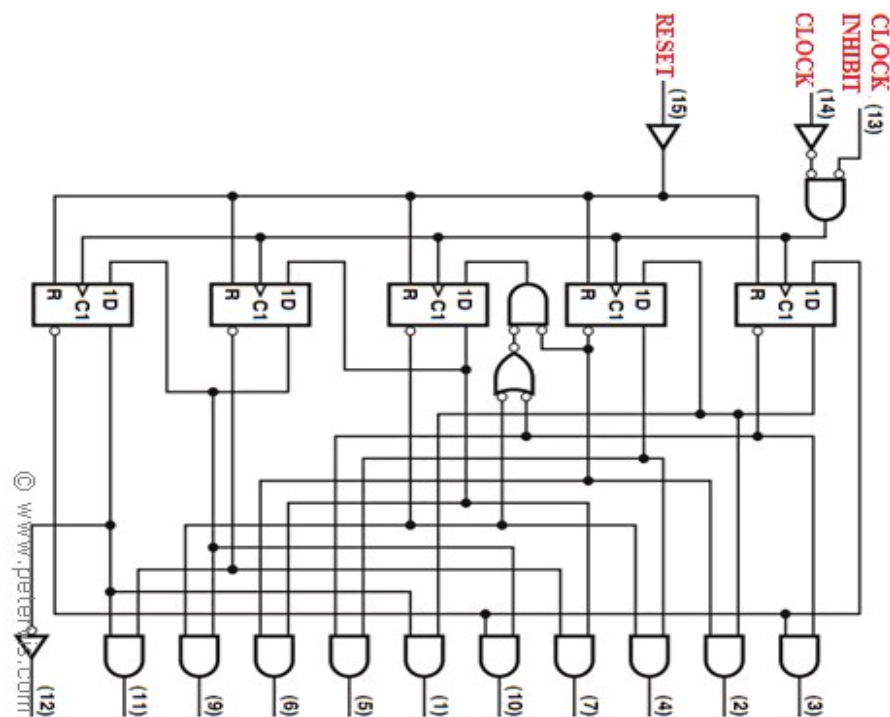 CLOCK
INHIBIT (13)
CLOCK (14)
1D
(3)
C1
R
(2)
RESET (15)
(4)
1D
C1
R
(7)
(10)
1D
C1
(1)
R
(5)
1D
(6)
C1
R
(9)
(11)
1D
C1
R
(12)
© www.petervis.com